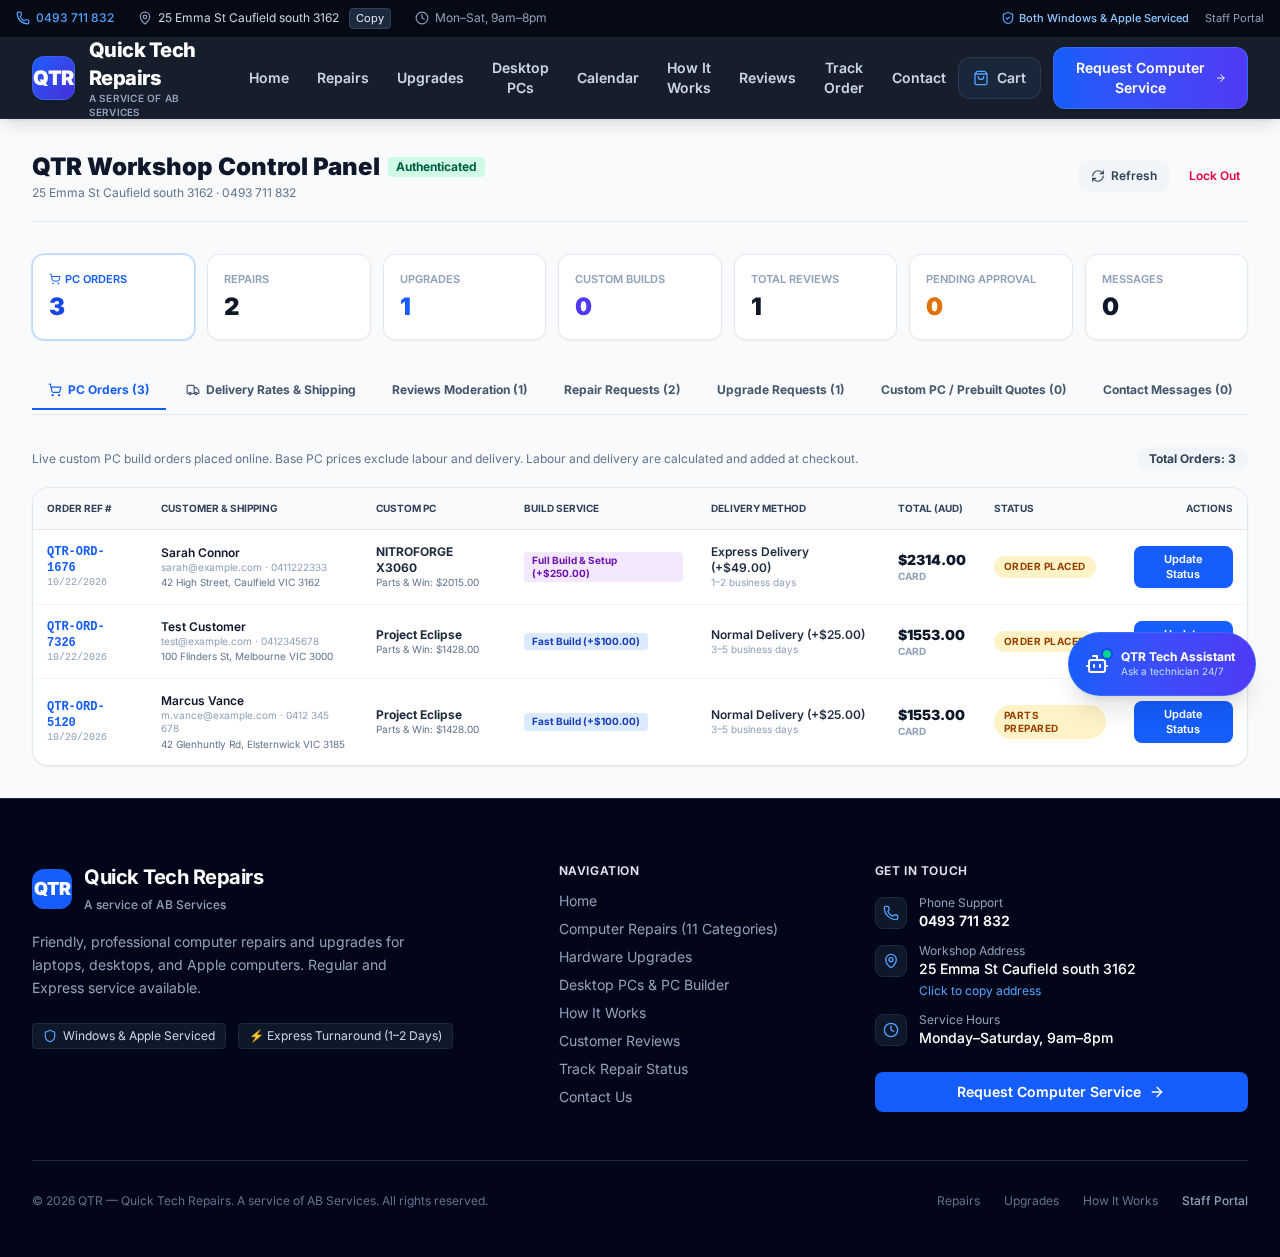 0493 711 832
25 Emma St Caufield south 3162
Copy
Mon–Sat, 9am–8pm
Both Windows & Apple Serviced
Staff Portal
QTR
Quick Tech
Repairs
A SERVICE OF AB
SERVICES
Home
Repairs
Upgrades
Desktop
PCs
Calendar
How It
Works
Reviews
Track
Order
Contact
Cart
Request Computer
Service
QTR Workshop Control Panel
Authenticated
25 Emma St Caufield south 3162 · 0493 711 832
Refresh
Lock Out
PC ORDERS
3
REPAIRS
2
UPGRADES
1
CUSTOM BUILDS
0
TOTAL REVIEWS
1
PENDING APPROVAL
0
MESSAGES
0
PC Orders (3)
Delivery Rates & Shipping
Reviews Moderation (1)
Repair Requests (2)
Upgrade Requests (1)
Custom PC / Prebuilt Quotes (0)
Contact Messages (0)
Live custom PC build orders placed online. Base PC prices exclude labour and delivery. Labour and delivery are calculated and added at checkout.
Total Orders: 3
ORDER REF #
CUSTOMER & SHIPPING
CUSTOM PC
BUILD SERVICE
DELIVERY METHOD
TOTAL (AUD)
STATUS
ACTIONS
QTR-ORD-
1676
10/22/2026
Sarah Connor
sarah@example.com · 0411222333
42 High Street, Caulfield VIC 3162
NITROFORGE
X3060
Parts & Win: $2015.00
Full Build & Setup
(+$250.00)
Express Delivery
(+$49.00)
1–2 business days
$2314.00
CARD
ORDER PLACED
Update
Status
QTR-ORD-
7326
10/22/2026
Test Customer
test@example.com · 0412345678
100 Flinders St, Melbourne VIC 3000
Project Eclipse
Parts & Win: $1428.00
Fast Build (+$100.00)
Normal Delivery (+$25.00)
3–5 business days
$1553.00
CARD
ORDER PLACED
QTR Tech Assistant
Ask a technician 24/7
QTR-ORD-
5120
10/20/2026
Marcus Vance
m.vance@example.com · 0412 345
678
42 Glenhuntly Rd, Elsternwick VIC 3185
Project Eclipse
Parts & Win: $1428.00
Fast Build (+$100.00)
Normal Delivery (+$25.00)
3–5 business days
$1553.00
CARD
PARTS
PREPARED
Update
Status
QTR
Quick Tech Repairs
A service of AB Services
Friendly, professional computer repairs and upgrades for
laptops, desktops, and Apple computers. Regular and
Express service available.
Windows & Apple Serviced
⚡ Express Turnaround (1–2 Days)
NAVIGATION
Home
Computer Repairs (11 Categories)
Hardware Upgrades
Desktop PCs & PC Builder
How It Works
Customer Reviews
Track Repair Status
Contact Us
GET IN TOUCH
Phone Support
0493 711 832
Workshop Address
25 Emma St Caufield south 3162
Click to copy address
Service Hours
Monday–Saturday, 9am–8pm
Request Computer Service
© 2026 QTR — Quick Tech Repairs. A service of AB Services. All rights reserved.
Repairs
Upgrades
How It Works
Staff Portal